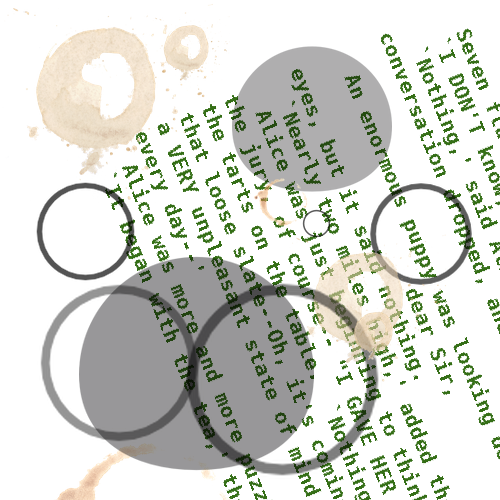 Seven f
`I DON'T kno
`Nothing,' said t
conversation dropped, and
An enormous puppy was looking d
dear Sir,
eyes, but it said nothing.
`Nearly two miles high,' added th
Alice was just beginning to thin
the jury, of course--"I GAVE HER
the tarts on the table, `Nothing
that loose slate--Oh, it's comin
a VERY unpleasant state of mind
every day--'
Alice was more and more puzz
`It began with the tea,' th